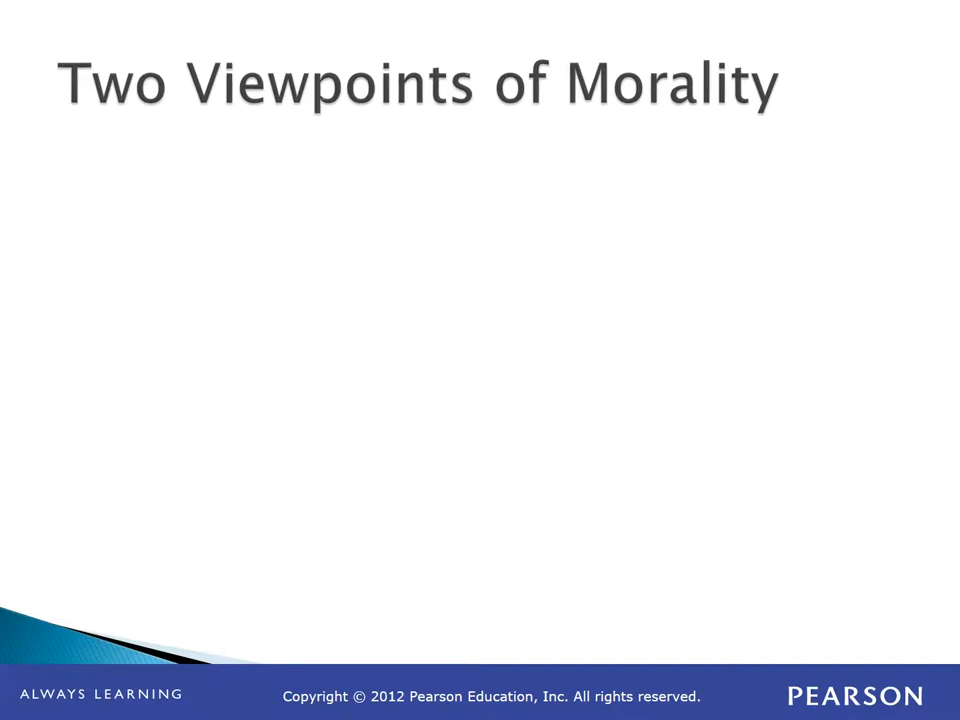 Two Viewpoints of Morality
ALWAYS LEARNING
Copyright © 2012 Pearson Education, Inc. All rights reserved.
PEARSON